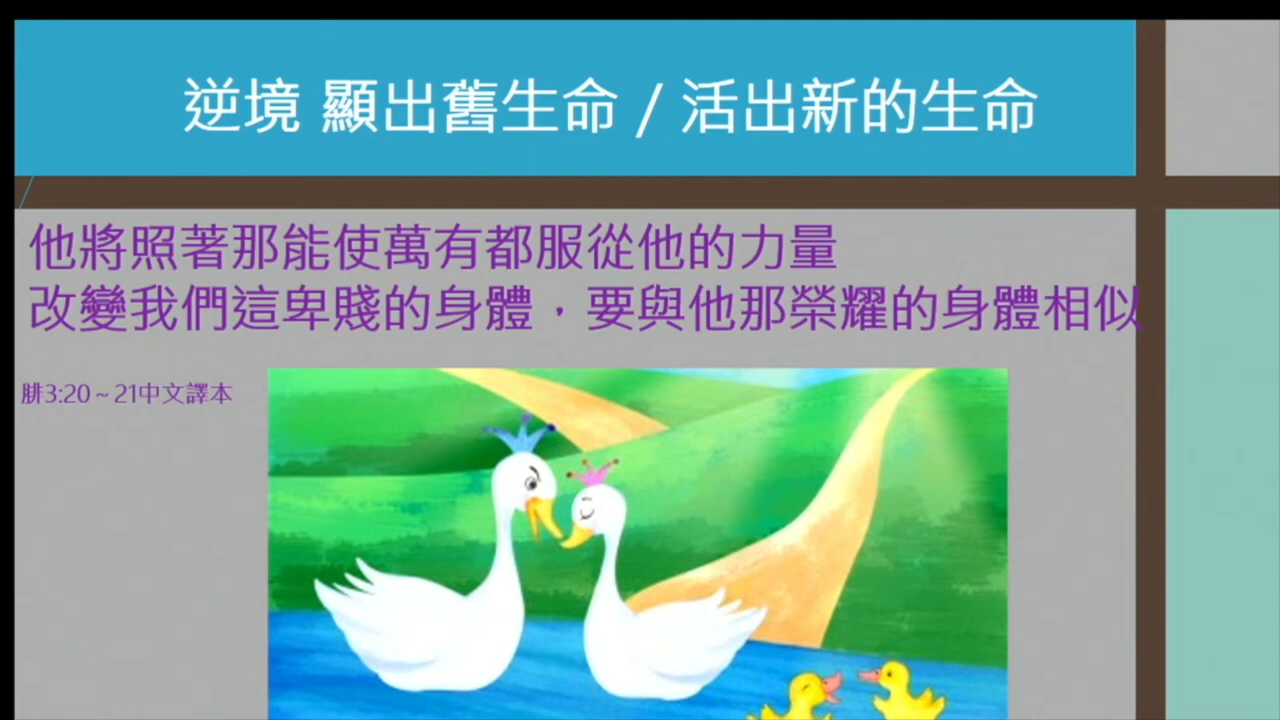 逆境 顯出舊生命 / 活出新的生命
他將照著那能使萬有都服從他的力量
改變我們這卑賤的身體，要與他那榮耀的身體相似
腓3:20～21中文譯本